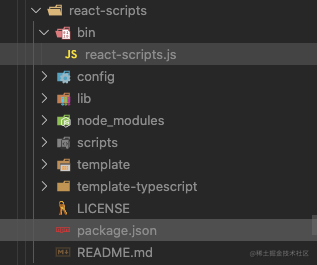 react-scripts
bin
JS react-scripts.js
config
lib
node_modules
scripts
template
template-typescript
LICENSE
package.json
README.md
@稀土掘金技术社区